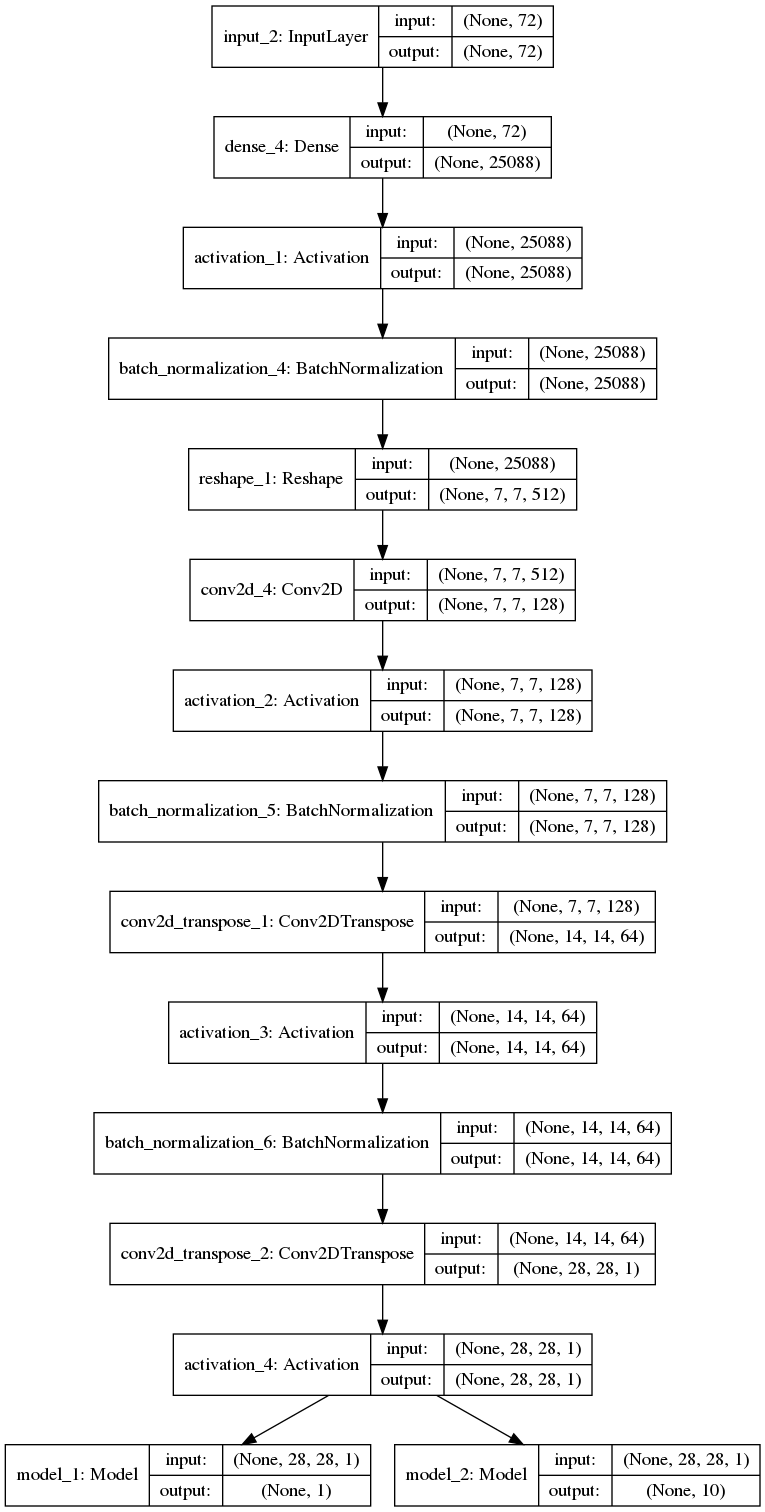 input_2: InputLayer
input:
(None, 72)
output:
(None, 72)
dense_4: Dense
input:
(None, 72)
output:
(None, 25088)
activation_1: Activation
input:
(None, 25088)
output:
(None, 25088)
batch_normalization_4: BatchNormalization
input:
(None, 25088)
output:
(None, 25088)
reshape_1: Reshape
input:
(None, 25088)
output:
(None, 7, 7, 512)
conv2d_4: Conv2D
input:
(None, 7, 7, 512)
output:
(None, 7, 7, 128)
activation_2: Activation
input:
(None, 7, 7, 128)
output:
(None, 7, 7, 128)
batch_normalization_5: BatchNormalization
input:
(None, 7, 7, 128)
output:
(None, 7, 7, 128)
conv2d_transpose_1: Conv2DTranspose
input:
(None, 7, 7, 128)
output:
(None, 14, 14, 64)
activation_3: Activation
input:
(None, 14, 14, 64)
output:
(None, 14, 14, 64)
batch_normalization_6: BatchNormalization
input:
(None, 14, 14, 64)
output:
(None, 14, 14, 64)
conv2d_transpose_2: Conv2DTranspose
input:
(None, 14, 14, 64)
output:
(None, 28, 28, 1)
activation_4: Activation
input:
(None, 28, 28, 1)
output:
(None, 28, 28, 1)
model_1: Model
input:
(None, 28, 28, 1)
output:
(None, 1)
model_2: Model
input:
(None, 28, 28, 1)
output:
(None, 10)